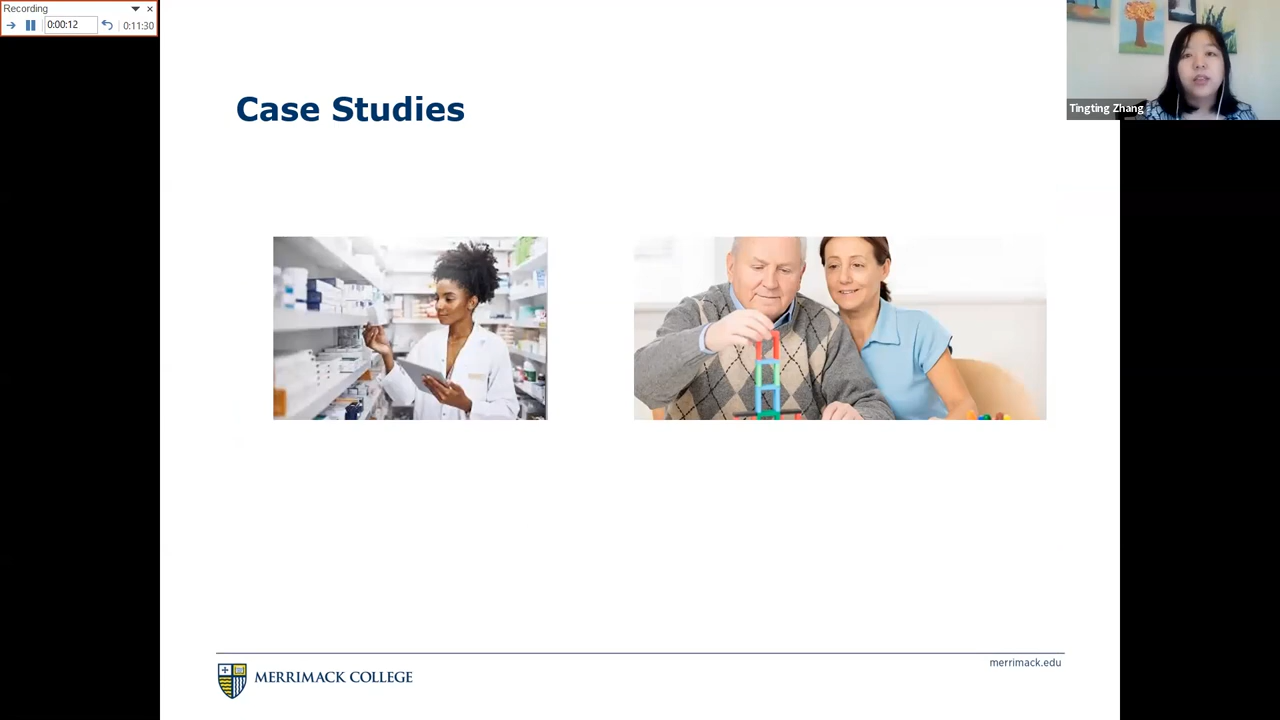 Recording
0:00:12
0:11:30
Tingting Zhang
Case Studies
merrimack.edu
MERRIMACK COLLEGE